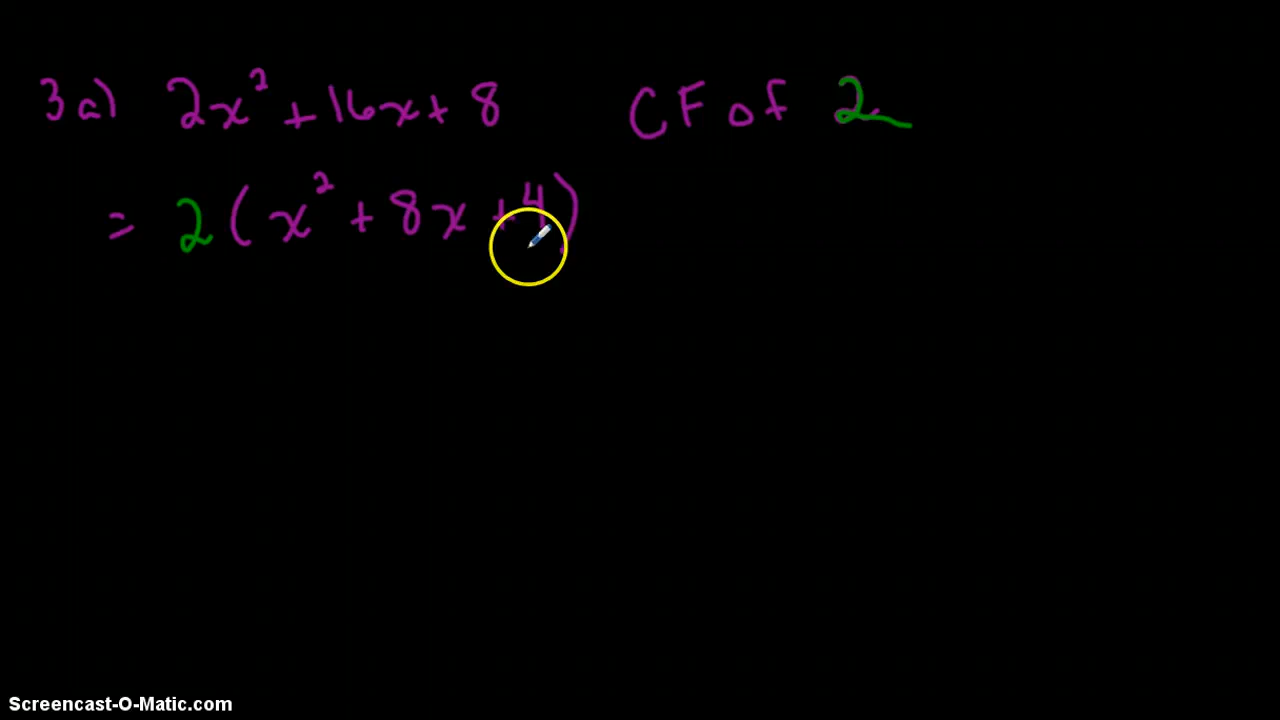 3a) 2x² + 16x + 8 CF of 2
= 2(x² + 8x + 4)
Screencast-O-Matic.com